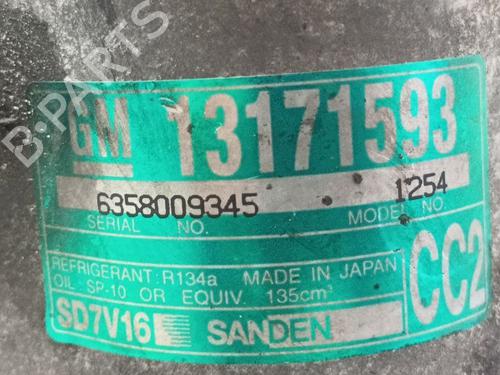 B-PARTS
GM 13171593
6358009345 1254
SERIAL NO. MODEL NO.
REFRIGERANT : R134a MADE IN JAPAN
OIL : SP-10 OR EQUIV. 135cm³
CC2
SD7V16 SANDEN